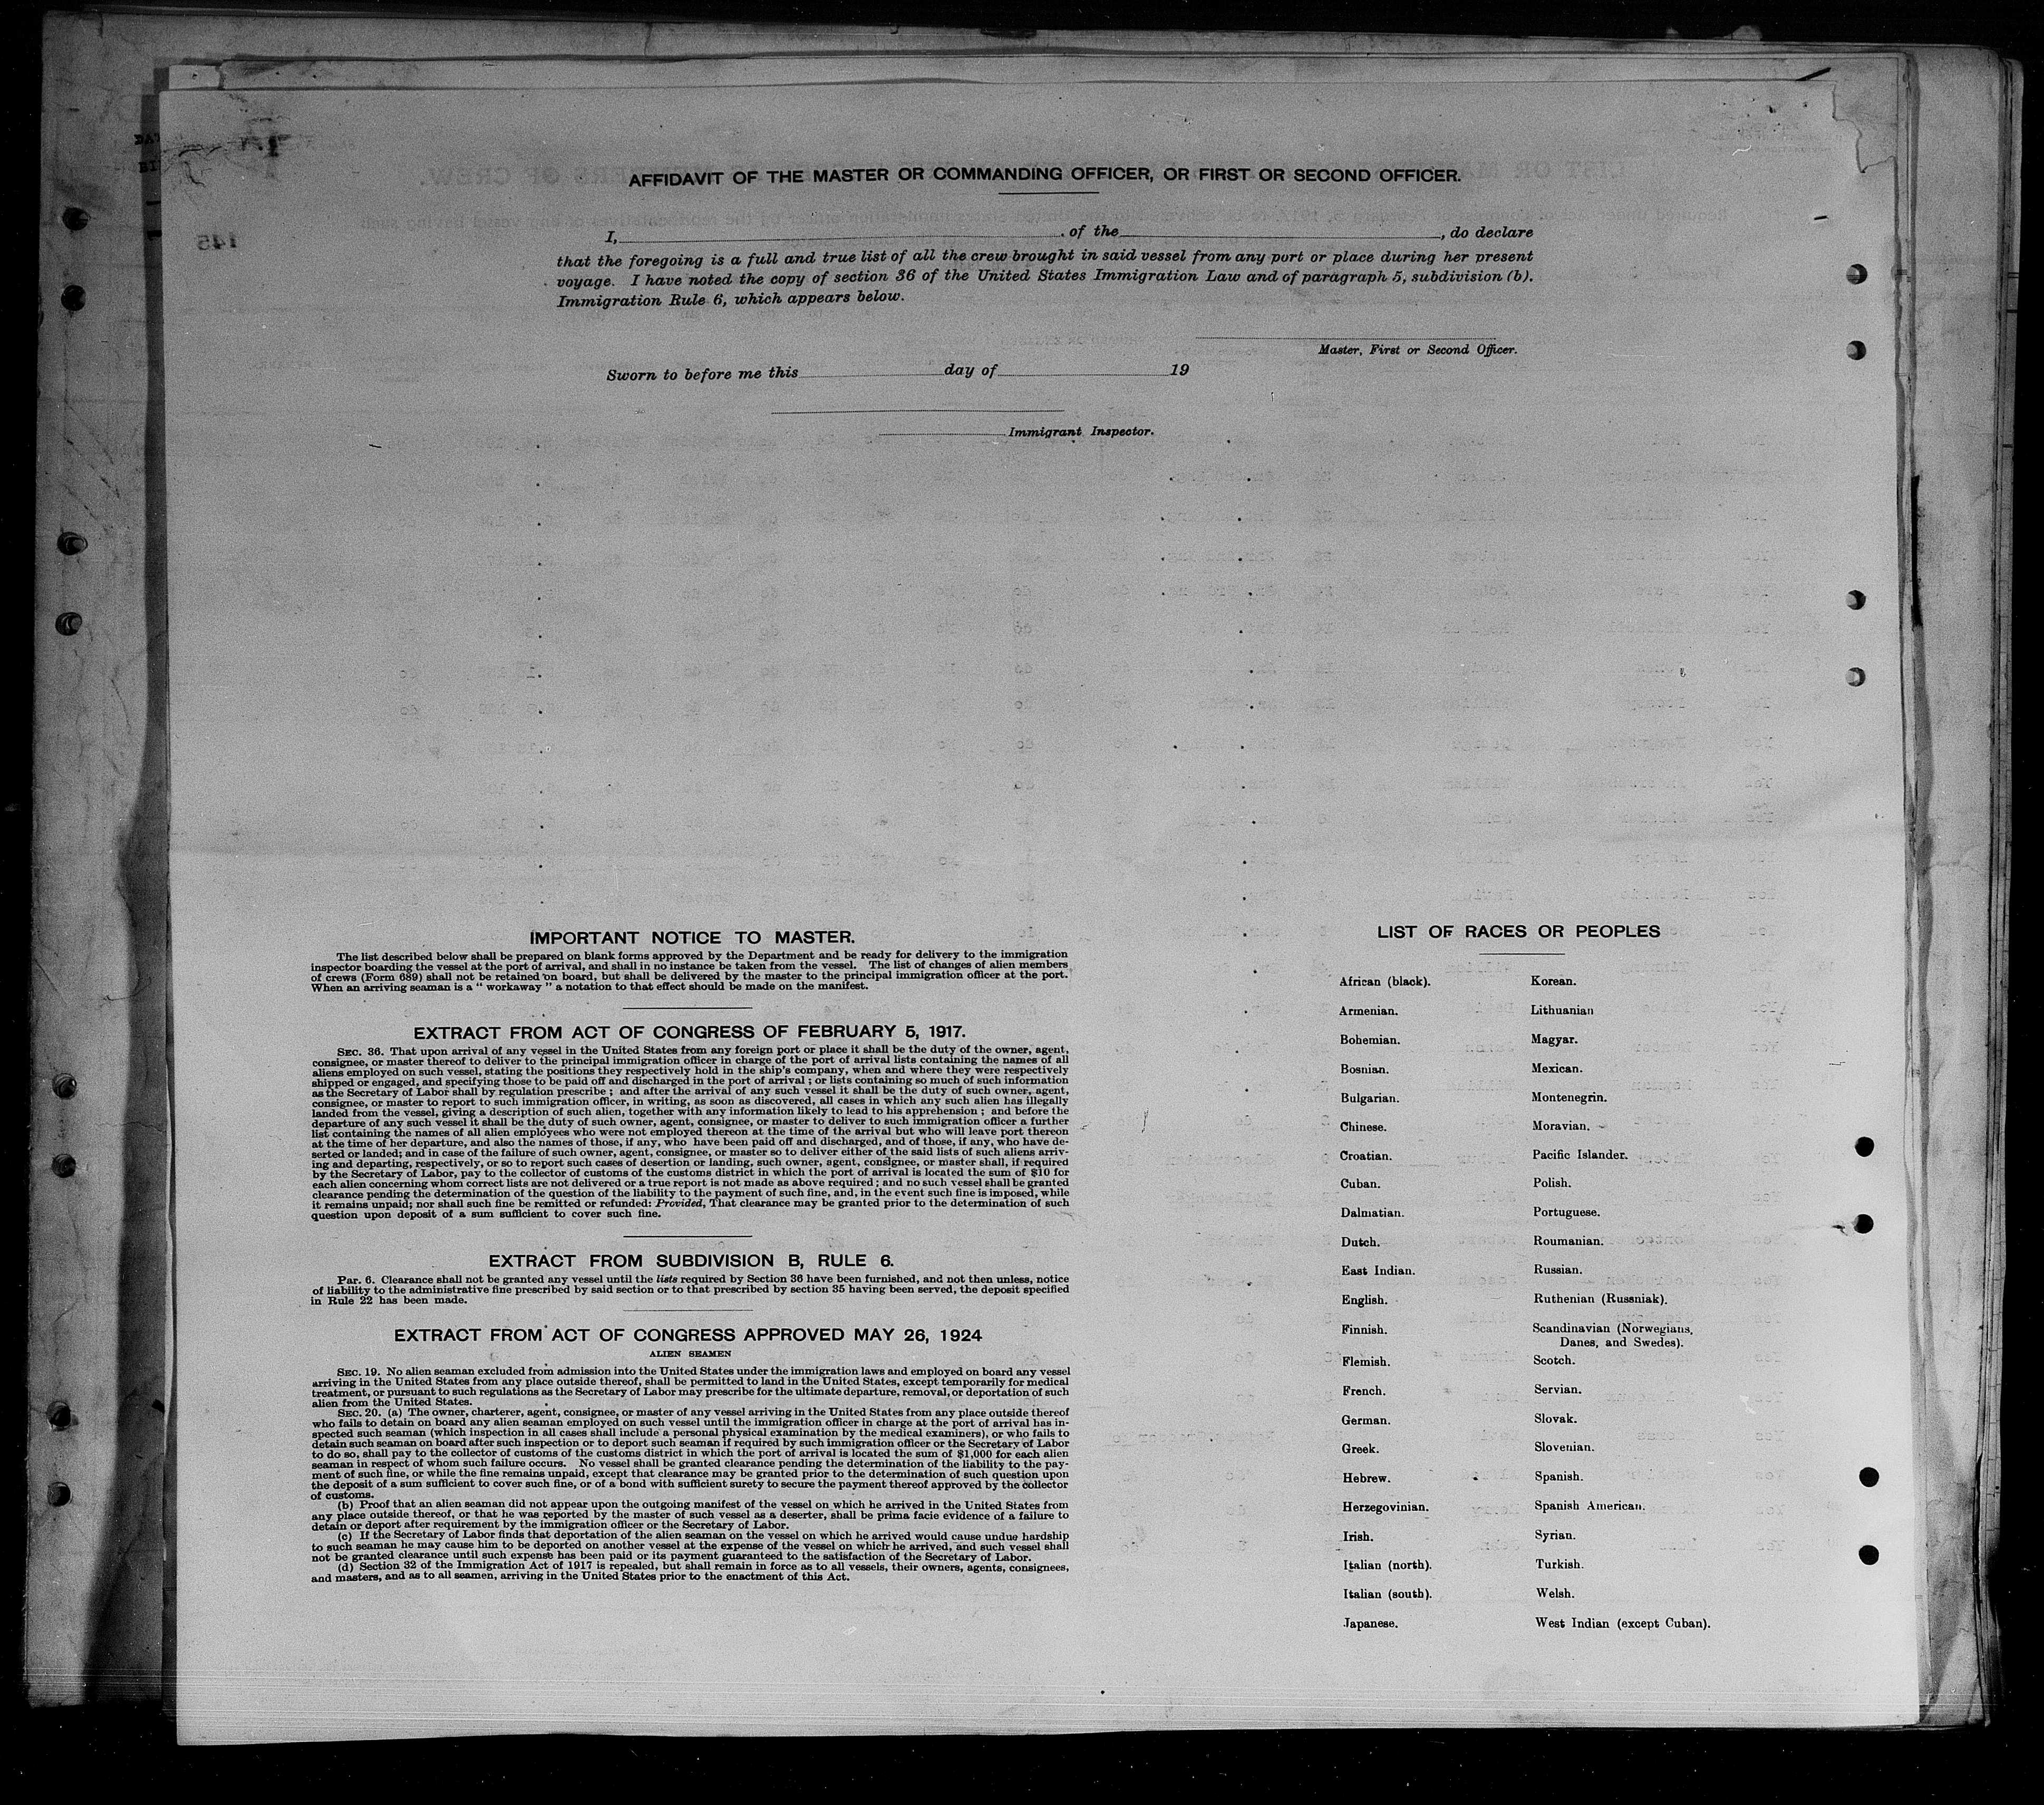 AFFIDAVIT OF THE MASTER OR COMMANDING OFFICER, OR FIRST OR SECOND OFFICER.
I, , of the , do declare
that the foregoing is a full and true list of all the crew brought in said vessel from any port or place during her present
voyage. I have noted the copy of section 36 of the United States Immigration Law and of paragraph 5, subdivision (b).
Immigration Rule 6, which appears below.
Master, First or Second Officer.
Sworn to before me this day of 19
Immigrant Inspector.
145
IMPORTANT NOTICE TO MASTER.
The list described below shall be prepared on blank forms approved by the Department and be ready for delivery to the immigration
inspector boarding the vessel at the port of arrival, and shall in no instance be taken from the vessel. The list of changes of alien members
of crews (Form 689) shall not be retained on board, but shall be delivered by the master to the principal immigration officer at the port.
When an arriving seaman is a " workaway " a notation to that effect should be made on the manifest.
EXTRACT FROM ACT OF CONGRESS OF FEBRUARY 5, 1917.
SEC. 36. That upon arrival of any vessel in the United States from any foreign port or place it shall be the duty of the owner, agent,
consignee, or master thereof to deliver to the principal immigration officer in charge of the port of arrival lists containing the names of all
aliens employed on such vessel, stating the positions they respectively hold in the ship's company, when and where they were respectively
shipped or engaged, and specifying those to be paid off and discharged in the port of arrival ; or lists containing so much of such information
as the Secretary of Labor shall by regulation prescribe ; and after the arrival of any such vessel it shall be the duty of such owner, agent,
consignee, or master to report to such immigration officer, in writing, as soon as discovered, all cases in which any such alien has illegally
landed from the vessel, giving a description of such alien, together with any information likely to lead to his apprehension ; and before the
departure of any such vessel it shall be the duty of such owner, agent, consignee, or master to deliver to such immigration officer a further
list containing the names of all alien employees who were not employed thereon at the time of the arrival but who will leave port thereon
at the time of her departure, and also the names of those, if any, who have been paid off and discharged, and of those, if any, who have de-
serted or landed; and in case of the failure of such owner, agent, consignee, or master so to deliver either of the said lists of such aliens arriv-
ing and departing, respectively, or so to report such cases of desertion or landing, such owner, agent, consignee, or master shall, if required
by the Secretary of Labor, pay to the collector of customs of the customs district in which the port of arrival is located the sum of $10 for
each alien concerning whom correct lists are not delivered or a true report is not made as above required ; and no such vessel shall be granted
clearance pending the determination of the question of the liability to the payment of such fine, and, in the event such fine is imposed, while
it remains unpaid; nor shall such fine be remitted or refunded: Provided, That clearance may be granted prior to the determination of such
question upon deposit of a sum sufficient to cover such fine.
EXTRACT FROM SUBDIVISION B, RULE 6.
Par. 6. Clearance shall not be granted any vessel until the lists required by Section 36 have been furnished, and not then unless, notice
of liability to the administrative fine prescribed by said section or to that prescribed by section 35 having been served, the deposit specified
in Rule 22 has been made.
EXTRACT FROM ACT OF CONGRESS APPROVED MAY 26, 1924
ALIEN SEAMEN
SEC. 19. No alien seaman excluded from admission into the United States under the immigration laws and employed on board any vessel
arriving in the United States from any place outside thereof, shall be permitted to land in the United States, except temporarily for medical
treatment, or pursuant to such regulations as the Secretary of Labor may prescribe for the ultimate departure, removal, or deportation of such
alien from the United States.
SEC. 20. (a) The owner, charterer, agent, consignee, or master of any vessel arriving in the United States from any place outside thereof
who fails to detain on board any alien seaman employed on such vessel until the immigration officer in charge at the port of arrival has in-
spected such seaman (which inspection in all cases shall include a personal physical examination by the medical examiners), or who fails to
detain such seaman on board after such inspection or to deport such seaman if required by such immigration officer or the Secretary of Labor
to do so, shall pay to the collector of customs of the customs district in which the port of arrival is located the sum of $1,000 for each alien
seaman in respect of whom such failure occurs. No vessel shall be granted clearance pending the determination of the liability to the pay-
ment of such fine, or while the fine remains unpaid, except that clearance may be granted prior to the determination of such question upon
the deposit of a sum sufficient to cover such fine, or of a bond with sufficient surety to secure the payment thereof approved by the collector
of customs.
(b) Proof that an alien seaman did not appear upon the outgoing manifest of the vessel on which he arrived in the United States from
any place outside thereof, or that he was reported by the master of such vessel as a deserter, shall be prima facie evidence of a failure to
detain or deport after requirement by the immigration officer or the Secretary of Labor.
(c) If the Secretary of Labor finds that deportation of the alien seaman on the vessel on which he arrived would cause undue hardship
to such seaman he may cause him to be deported on another vessel at the expense of the vessel on which he arrived, and such vessel shall
not be granted clearance until such expense has been paid or its payment guaranteed to the satisfaction of the Secretary of Labor.
(d) Section 32 of the Immigration Act of 1917 is repealed, but shall remain in force as to all vessels, their owners, agents, consignees,
and masters, and as to all seamen, arriving in the United States prior to the enactment of this Act.
LIST OF RACES OR PEOPLES
African (black).
Armenian.
Bohemian.
Bosnian.
Bulgarian.
Chinese.
Croatian.
Cuban.
Dalmatian.
Dutch.
East Indian.
English.
Finnish.
Flemish.
French.
German.
Greek.
Hebrew.
Herzegovinian.
Irish.
Italian (north).
Italian (south).
Japanese.
Korean.
Lithuanian
Magyar.
Mexican.
Montenegrin.
Moravian.
Pacific Islander.
Polish.
Portuguese.
Roumanian.
Russian.
Ruthenian (Russniak).
Scandinavian (Norwegians,
Danes, and Swedes).
Scotch.
Servian.
Slovak.
Slovenian.
Spanish.
Spanish American.
Syrian.
Turkish.
Welsh.
West Indian (except Cuban).